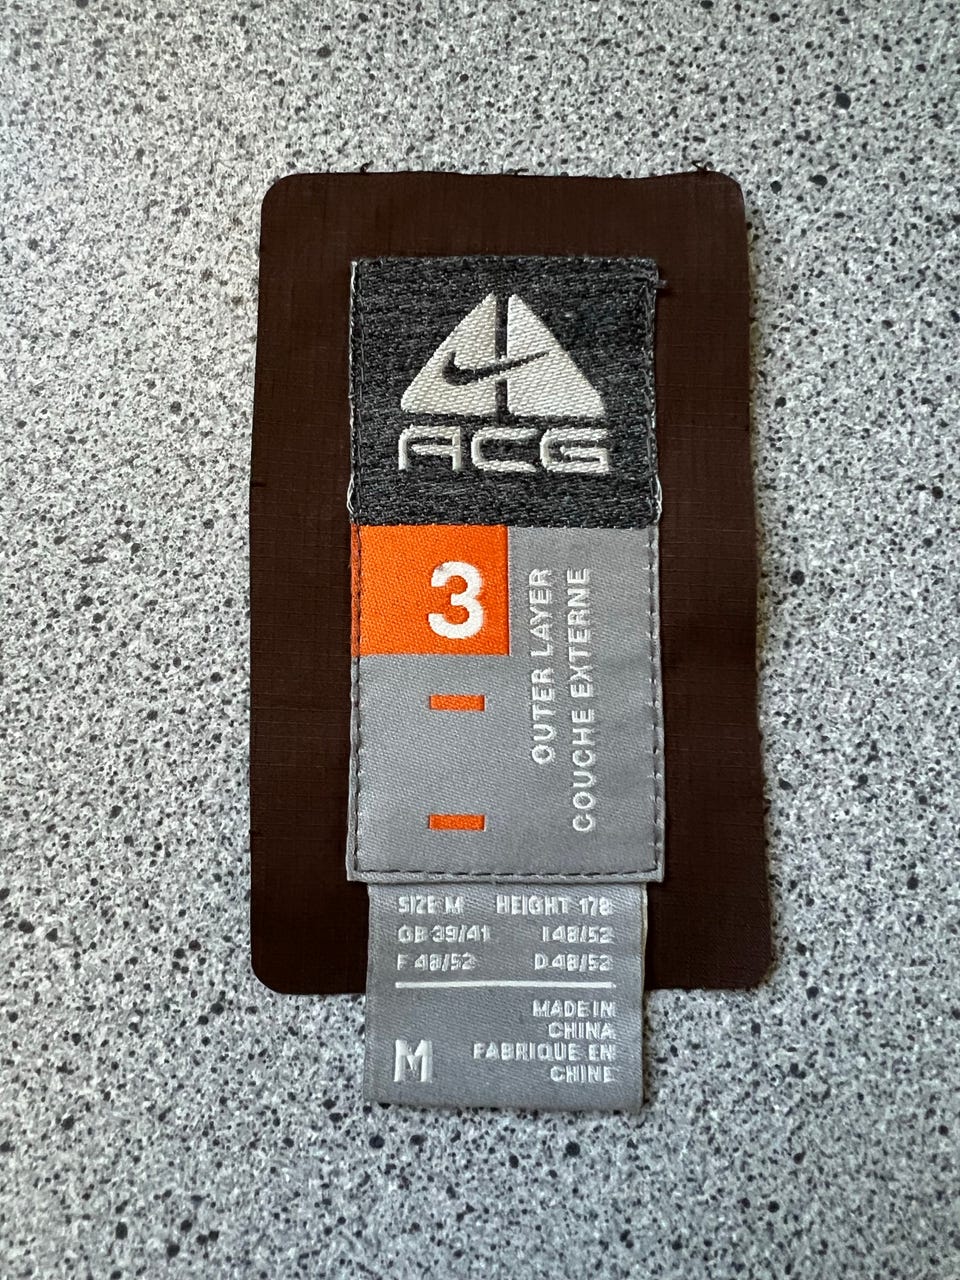 ACG
3
OUTER LAYER
COUCHE EXTERNE
SIZE M HEIGHT 178
GB 39/41 I 48/52
F 48/52 D 48/52
MADE IN
CHINA
FABRIQUE EN
CHINE
M